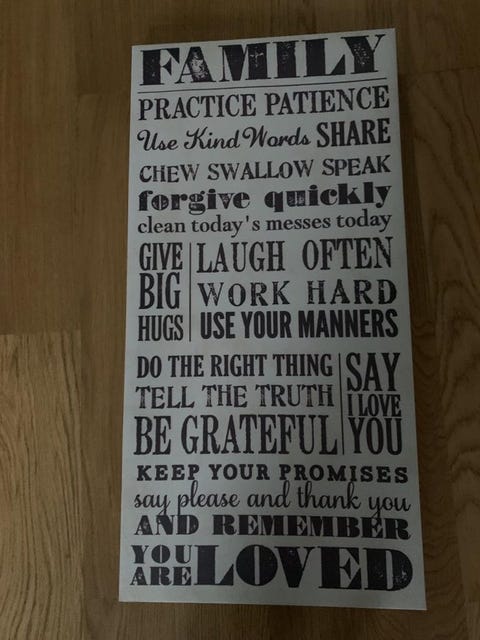 FAMILY
PRACTICE PATIENCE
Use Kind Words SHARE
CHEW SWALLOW SPEAK
forgive quickly
clean today's messes today
GIVE
BIG
HUGS
LAUGH OFTEN
WORK HARD
USE YOUR MANNERS
DO THE RIGHT THING
TELL THE TRUTH
BE GRATEFUL
SAY
I LOVE
YOU
KEEP YOUR PROMISES
say please and thank you
AND REMEMBER
YOU
ARE
LOVED